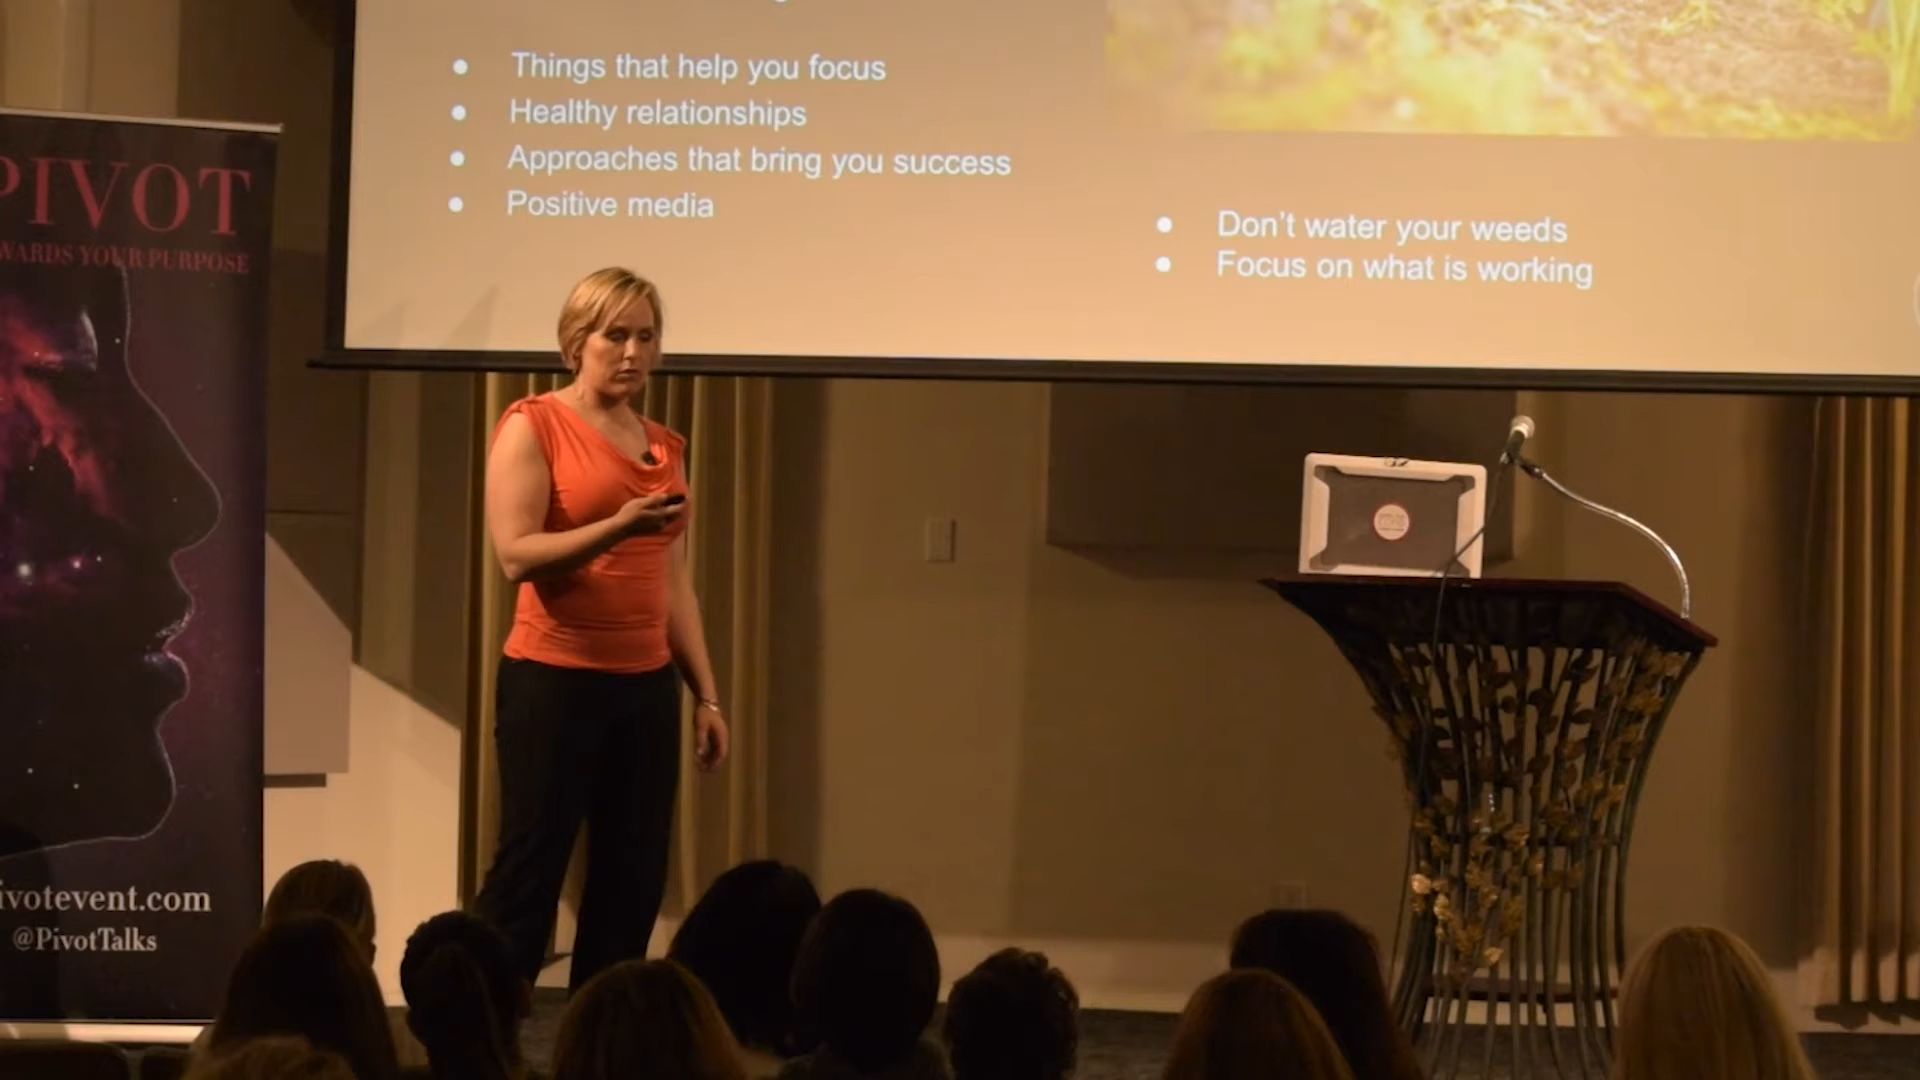 Things that help you focus
Healthy relationships
Approaches that bring you success
Positive media
Don't water your weeds
Focus on what is working
PIVOT
WARDS YOUR PURPOSE
ivotevent.com
@PivotTalks